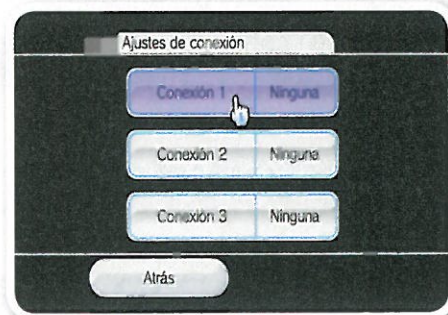 Ajustes de conexión
Conexión 1 Ninguna
Conexión 2 Ninguna
Conexión 3 Ninguna
Atrás